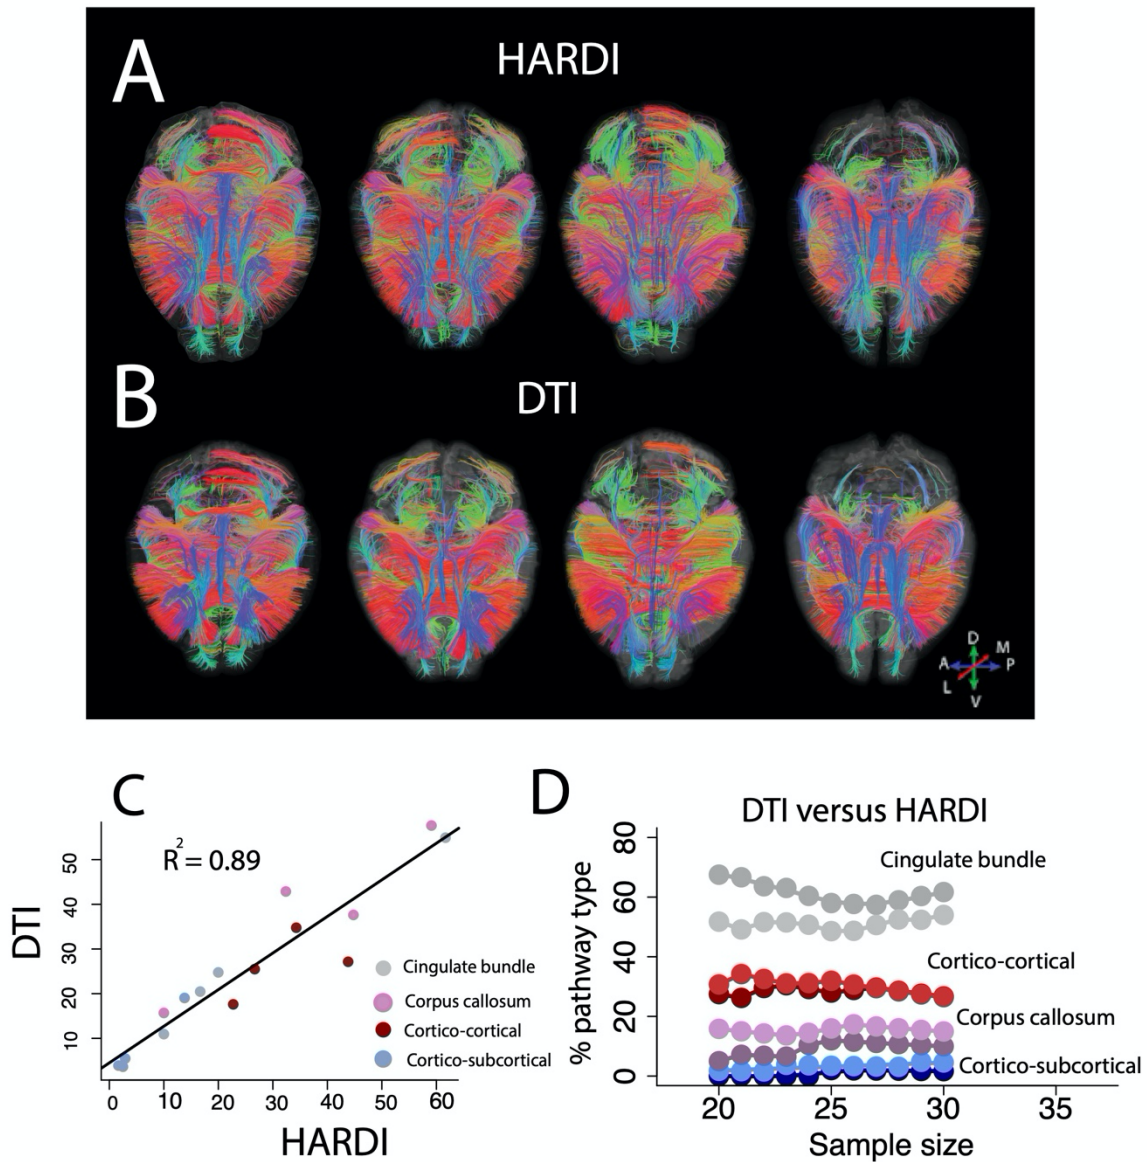 A
HARDI
B
DTI
D
M
A
P
L
V
C
R2 = 0.89
DTI
50
40
30
20
10
0
10
20
30
40
50
60
HARDI
Cingulate bundle
Corpus callosum
Cortico-cortical
Cortico-subcortical
D
DTI versus HARDI
% pathway type
80
60
40
20
0
Cingulate bundle
Cortico-cortical
Corpus callosum
Cortico-subcortical
20
25
30
35
Sample size